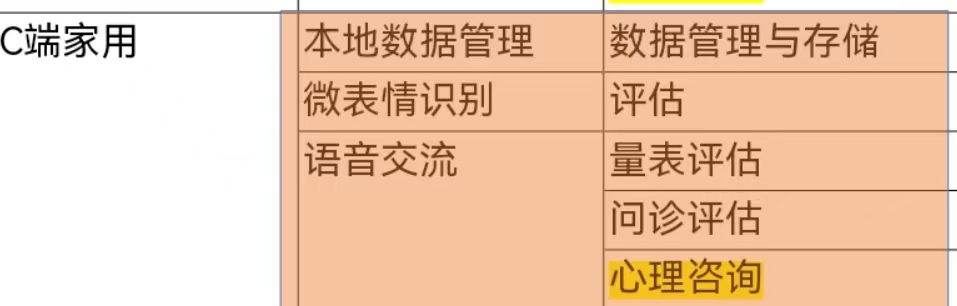 C端家用 本地数据管理 数据管理与存储
微表情识别 评估
语音交流 量表评估
问诊评估
心理咨询